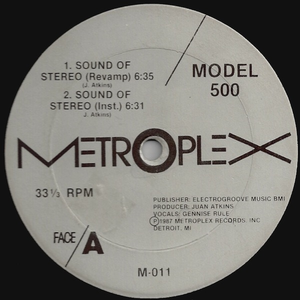 1. SOUND OF
STEREO (Revamp) 6:35
(J. Atkins)
2. SOUND OF
STEREO (Inst.) 6:31
J. Atkins)
MODEL
500
METROPLEX
33⅓ RPM
PUBLISHER: ELECTROGROOVE MUSIC BMI
PRODUCER: JUAN ATKINS.
VOCALS: GENNISE RULE
Ⓟ1987 METROPLEX RECORDS, INC
DETROIT, MI
FACE/A
M-011